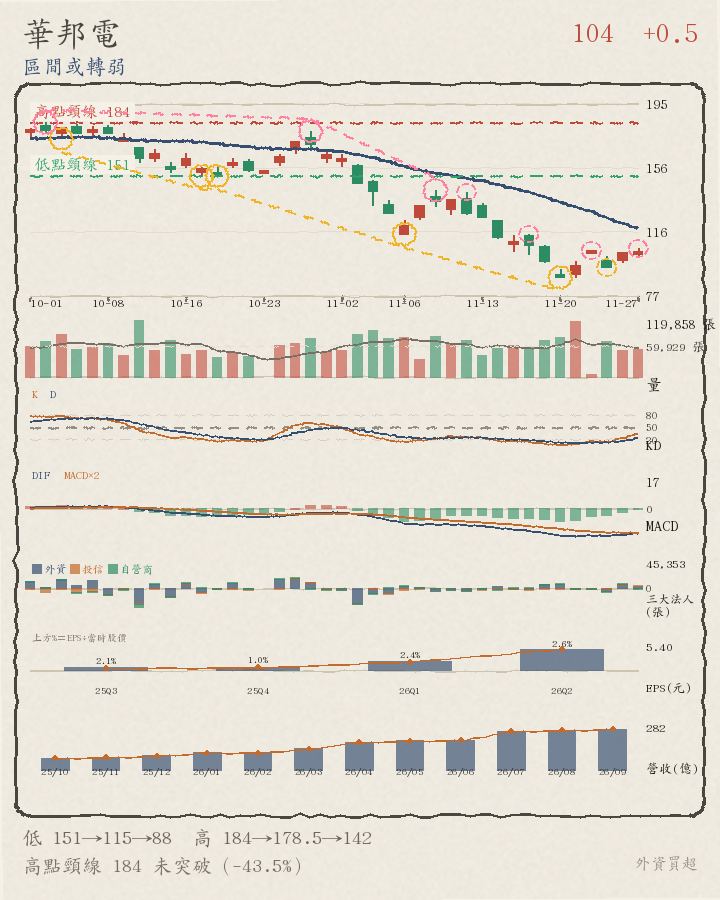 華邦電
104 +0.5
區間或轉弱
高點頸線 184
低點頸線 151
195
156
116
77
10-01 10-08 10-16 10-23 11-02 11-06 11-13 11-20 11-27
119,858 張
59,929 張
量
K D
80
50
20
KD
DIF MACD×2
17
0
MACD
外資 投信 自營商
45,353
0
三大法人
(張)
上方%=EPS÷當時股價
2.1% 1.0% 2.4% 2.6%
5.40
25Q3 25Q4 26Q1 26Q2
EPS(元)
282
25/10 25/11 25/12 26/01 26/02 26/03 26/04 26/05 26/06 26/07 26/08 26/09
營收(億)
低 151→115→88 高 184→178.5→142
高點頸線 184 未突破 (-43.5%)
外資買超